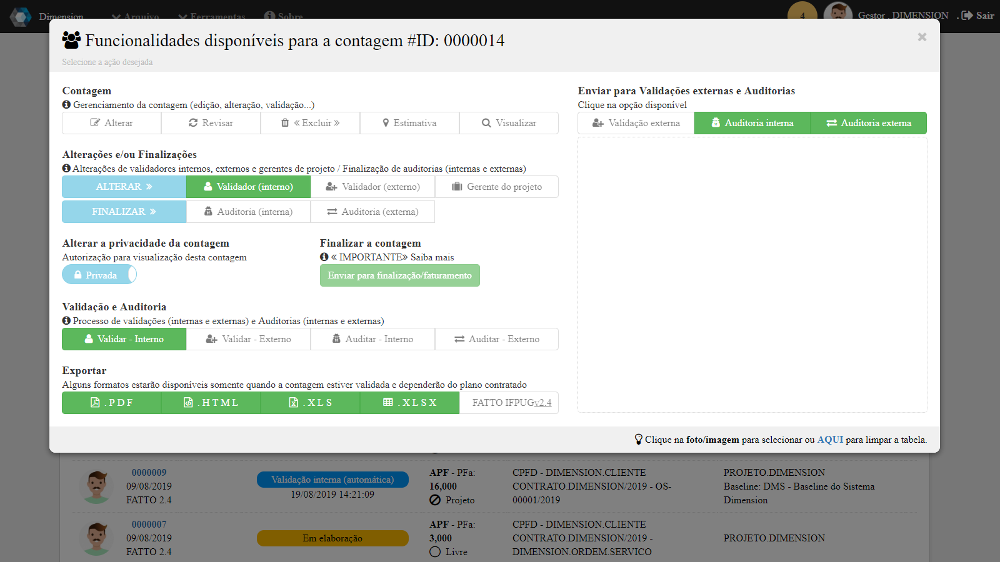 Dimension
Arquivo
Ferramentas
Sobre
4
Gestor . DIMENSION
. Sair
Funcionalidades disponíveis para a contagem #ID: 0000014
Selecione a ação desejada
×
Contagem
Gerenciamento da contagem (edição, alteração, validação...)
Alterar
Revisar
« Excluir »
Estimativa
Visualizar
Alterações e/ou Finalizações
Alterações de validadores internos, externos e gerentes de projeto / Finalização de auditorias (internas e externas)
ALTERAR »
Validador (interno)
Validador (externo)
Gerente do projeto
FINALIZAR »
Auditoria (interna)
Auditoria (externa)
Alterar a privacidade da contagem
Autorização para visualização desta contagem
Privada
Finalizar a contagem
« IMPORTANTE» Saiba mais
Enviar para finalização/faturamento
Validação e Auditoria
Processo de validações (internas e externas) e Auditorias (internas e externas)
Validar - Interno
Validar - Externo
Auditar - Interno
Auditar - Externo
Exportar
Alguns formatos estarão disponíveis somente quando a contagem estiver validada e dependerão do plano contratado
.PDF
.HTML
.XLS
.XLSX
FATTO IFPUGv2.4
Enviar para Validações externas e Auditorias
Clique na opção disponível
Validação externa
Auditoria interna
Auditoria externa
Clique na foto/imagem para selecionar ou AQUI para limpar a tabela.
0000009
09/08/2019
FATTO 2.4
Validação interna (automática)
19/08/2019 14:21:09
APF - PFa:
16,000
Projeto
CPFD - DIMENSION.CLIENTE
CONTRATO.DIMENSION/2019 - OS-
00001/2019
PROJETO.DIMENSION
Baseline: DMS - Baseline do Sistema
Dimension
0000007
09/08/2019
FATTO 2.4
Em elaboração
APF - PFa:
3,000
Livre
CPFD - DIMENSION.CLIENTE
CONTRATO.DIMENSION/2019 -
DIMENSION.ORDEM.SERVICO
PROJETO.DIMENSION